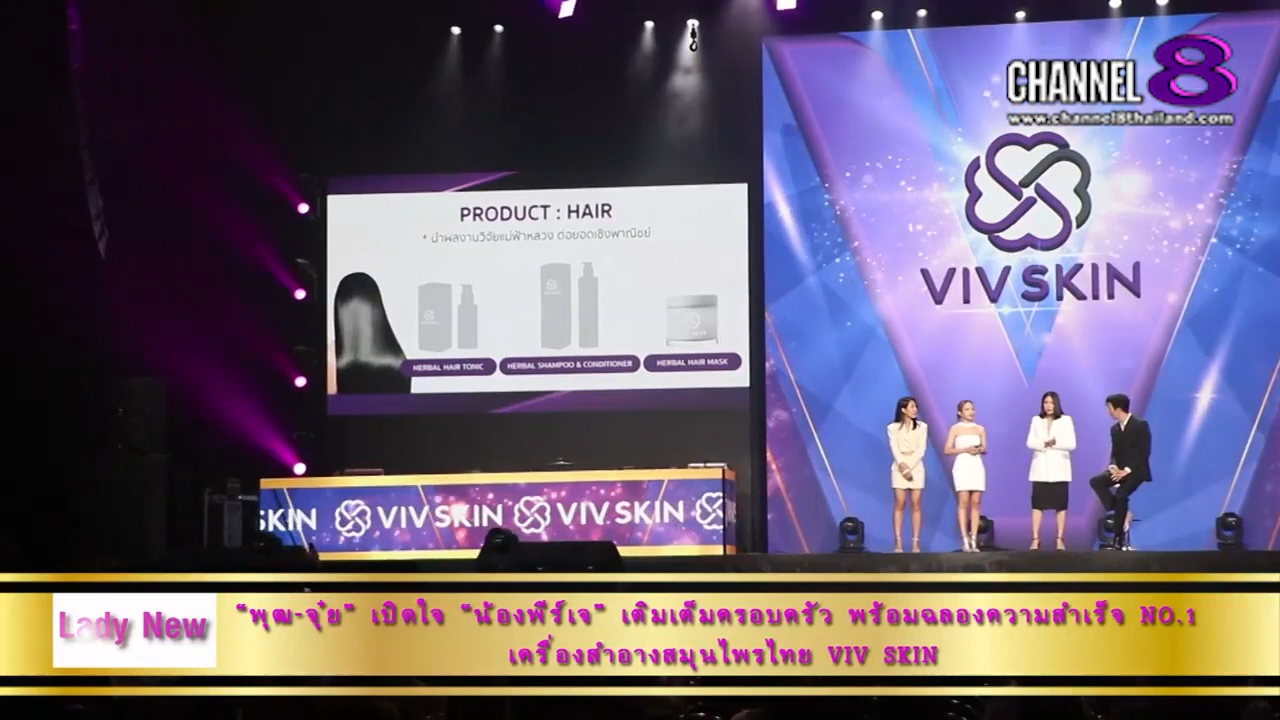 CHANNEL 8
www.channel8thailand.com
PRODUCT : HAIR
* นำผลงานวิจัยแม่ฟ้าหลวง ต่อยอดเชิงพาณิชย์
HERBAL HAIR TONIC
HERBAL SHAMPOO & CONDITIONER
HERBAL HAIR MASK
VIV SKIN
SKIN VIV SKIN VIV SKIN
Lady New
"พุฒ-จุ๋ย" เปิดใจ "น้องพีร์เจ" เติมเต็มครอบครัว พร้อมฉลองความสำเร็จ NO.1
เครื่องสำอางสมุนไพรไทย VIV SKIN